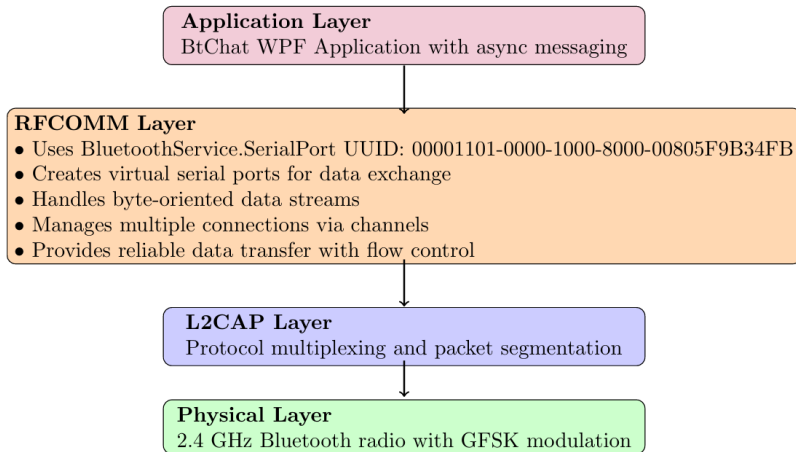 Application Layer
BtChat WPF Application with async messaging
RFCOMM Layer
• Uses BluetoothService.SerialPort UUID: 00001101-0000-1000-8000-00805F9B34FB
• Creates virtual serial ports for data exchange
• Handles byte-oriented data streams
• Manages multiple connections via channels
• Provides reliable data transfer with flow control
L2CAP Layer
Protocol multiplexing and packet segmentation
Physical Layer
2.4 GHz Bluetooth radio with GFSK modulation